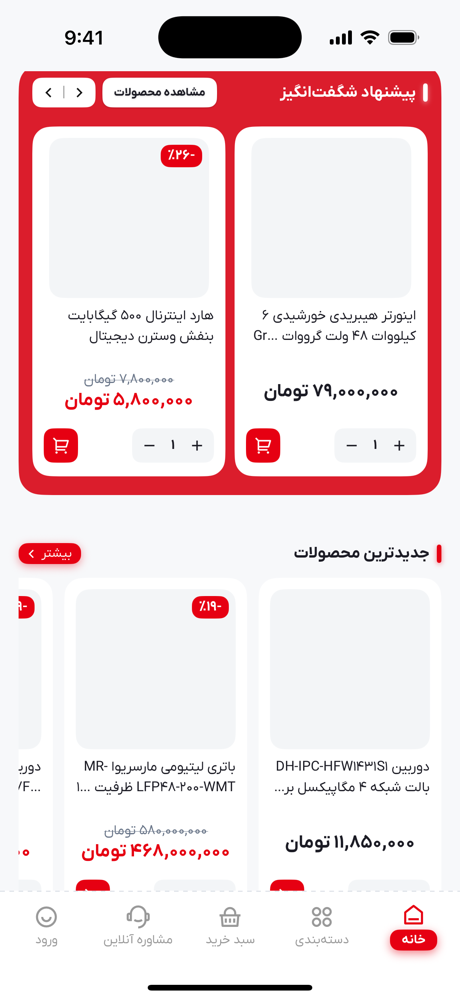 9:41
پیشنهاد شگفت‌انگیز
مشاهده محصولات
اینورتر هیبریدی خورشیدی ۶
کیلووات ۴۸ ولت گرووات Gr...
۷۹,۰۰۰,۰۰۰ تومان
۱
-۲۶٪
هارد اینترنال ۵۰۰ گیگابایت
بنفش وسترن دیجیتال
۷,۸۰۰,۰۰۰ تومان
۵,۸۰۰,۰۰۰ تومان
۱
جدیدترین محصولات
بیشتر
دوربین DH-IPC-HFW۱۴۳۱S۱
بالت شبکه ۴ مگاپیکسل بر...
۱۱,۸۵۰,۰۰۰ تومان
-۱۹٪
باتری لیتیومی مارسریوا MR-
LFP۴۸-۲۰۰-WMT ظرفیت ۱...
۵۸۰,۰۰۰,۰۰۰ تومان
۴۶۸,۰۰۰,۰۰۰ تومان
خانه
دسته‌بندی
سبد خرید
مشاوره آنلاین
ورود